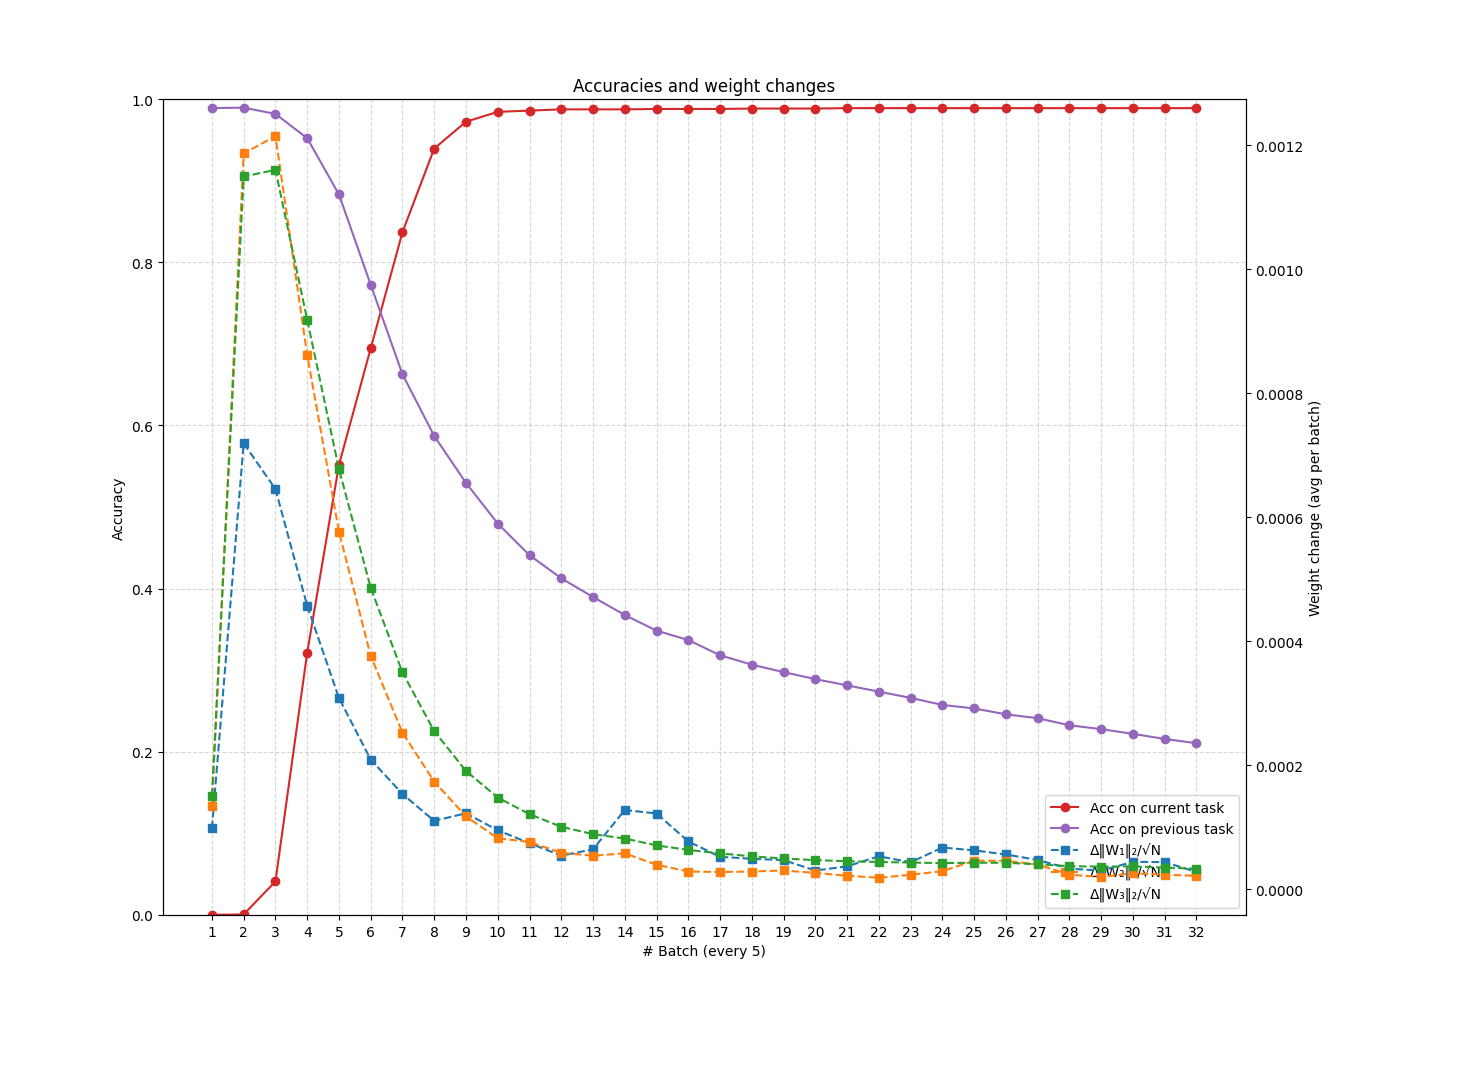 Accuracies and weight changes
1.0
0.8
0.6
0.4
0.2
0.0
Accuracy
0.0012
0.0010
0.0008
0.0006
0.0004
0.0002
0.0000
Weight change (avg per batch)
Acc on current task
Acc on previous task
Δ‖W₁‖₂/√N
Δ‖W₂‖₂/√N
Δ‖W₃‖₂/√N
1 2 3 4 5 6 7 8 9 10 11 12 13 14 15 16 17 18 19 20 21 22 23 24 25 26 27 28 29 30 31 32
# Batch (every 5)